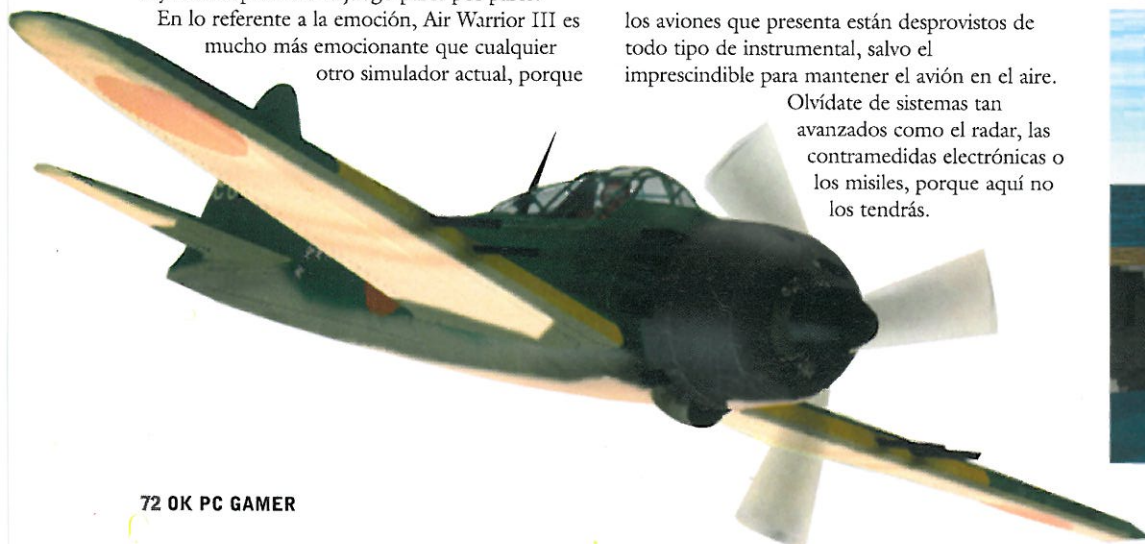 En lo referente a la emoción, Air Warrior III es
mucho más emocionante que cualquier
otro simulador actual, porque
los aviones que presenta están desprovistos de
todo tipo de instrumental, salvo el
imprescindible para mantener el avión en el aire.
Olvídate de sistemas tan
avanzados como el radar, las
contramedidas electrónicas o
los misiles, porque aquí no
los tendrás.
72 OK PC GAMER